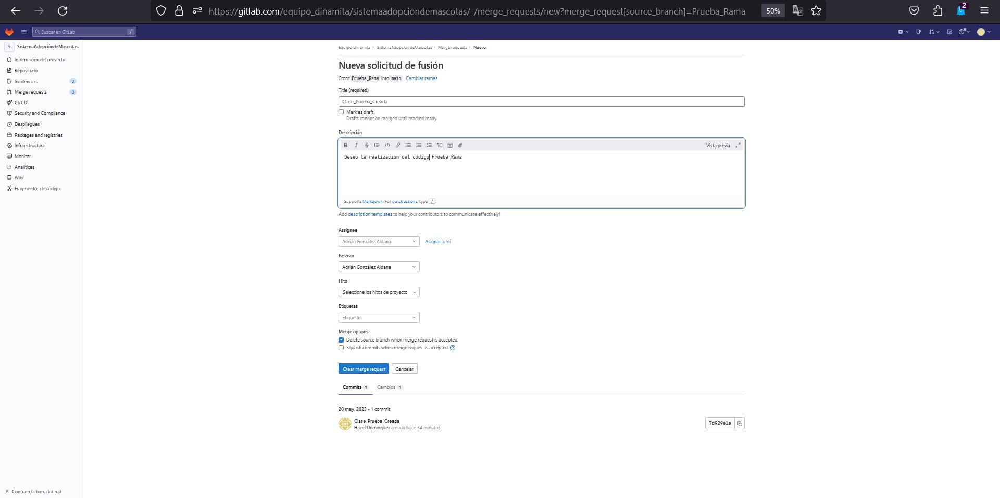 https://gitlab.com/equipo_dinamita/sistemaadopciondemascotas/-/merge_requests/new?merge_request[source_branch]=Prueba_Rama
50%
2
Buscar en GitLab /
S SistemaAdopcióndeMascotas
Información del proyecto
Repositorio
Incidencias 0
Merge requests 0
CI/CD
Security and Compliance
Despliegues
Packages and registries
Infraestructura
Monitor
Analíticas
Wiki
Fragmentos de código
Contraer la barra lateral
Equipo_dinamita › SistemaAdopcióndeMascotas › Merge requests › Nuevo
Nueva solicitud de fusión
From Prueba_Rama into main Cambiar ramas
Title (required)
Clase_Prueba_Creada
Mark as draft
Drafts cannot be merged until marked ready.
Descripción
Vista previa
Deseo la realización del código Prueba_Rama
Supports Markdown. For quick actions, type /.
Add description templates to help your contributors to communicate effectively!
Assignee
Adrián González Aldana Asignar a mí
Revisor
Adrián González Aldana
Hito
Seleccione los hitos de proyecto
Etiquetas
Etiquetas
Merge options
Delete source branch when merge request is accepted.
Squash commits when merge request is accepted.
Crear merge request Cancelar
Commits 1 Cambios 1
20 may, 2023 - 1 commit
Clase_Prueba_Creada
Hazel Dominguez creado hace 34 minutos
7d929e1a